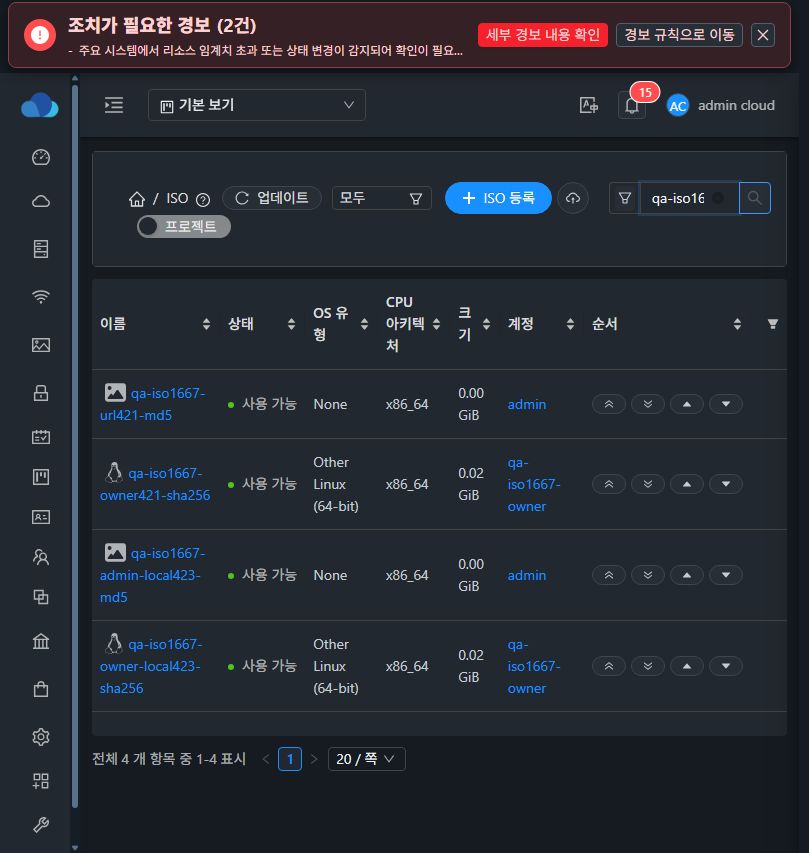 조치가 필요한 경보 (2건)
- 주요 시스템에서 리소스 임계치 초과 또는 상태 변경이 감지되어 확인이 필요...
세부 경보 내용 확인
경보 규칙으로 이동
기본 보기
15
AC
admin cloud
/ ISO
업데이트
모두
ISO 등록
qa-iso16
프로젝트
이름
상태
OS 유
형
CPU
아키텍
처
크
기
계정
순서
qa-iso1667-
url421-md5
사용 가능
None
x86_64
0.00
GiB
admin
qa-iso1667-
owner421-sha256
사용 가능
Other
Linux
(64-bit)
x86_64
0.02
GiB
qa-
iso1667-
owner
qa-iso1667-
admin-local423-
md5
사용 가능
None
x86_64
0.00
GiB
admin
qa-iso1667-
owner-local423-
sha256
사용 가능
Other
Linux
(64-bit)
x86_64
0.02
GiB
qa-
iso1667-
owner
전체 4 개 항목 중 1-4 표시
1
20 / 쪽